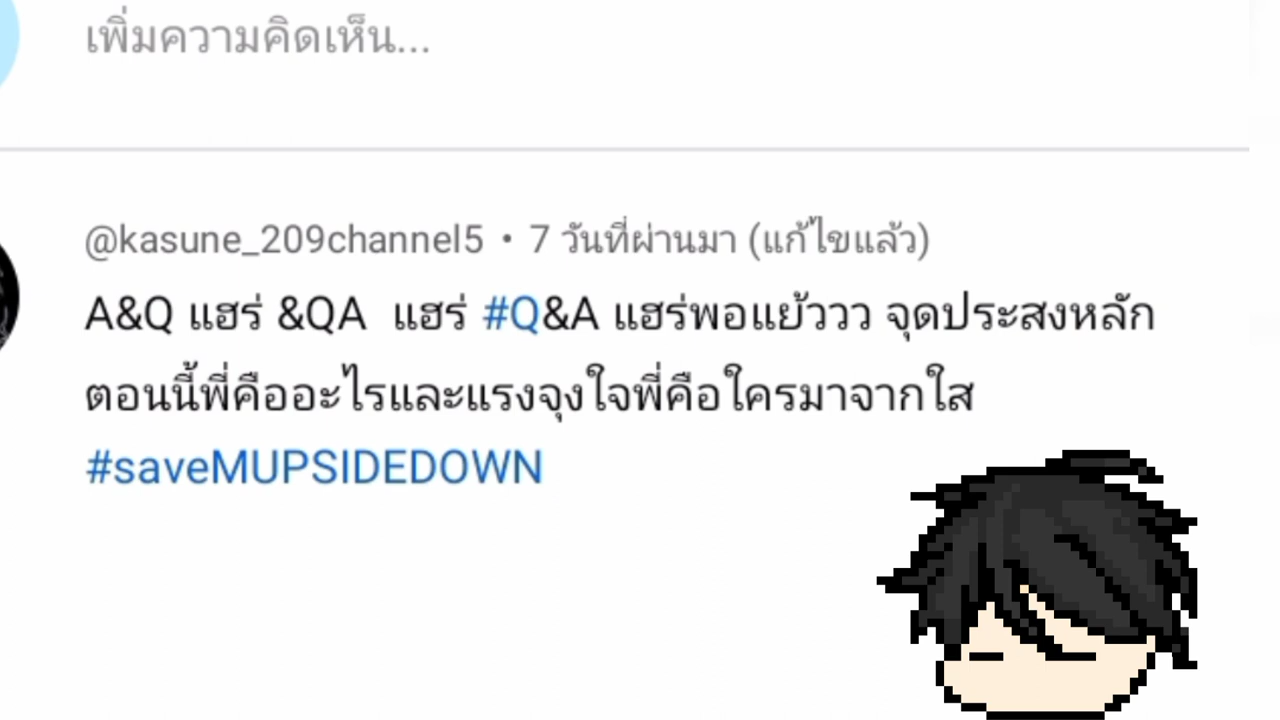 เพิ่มความคิดเห็น...
@kasune_209channel5 • 7 วันที่ผ่านมา (แก้ไขแล้ว)
A&Q แฮร่ &QA แฮร่ #Q&A แฮร่พอแย้ววว จุดประสงหลัก
ตอนนี้พี่คืออะไรและแรงจุงใจพี่คือใครมาจากใส
#saveMUPSIDEDOWN